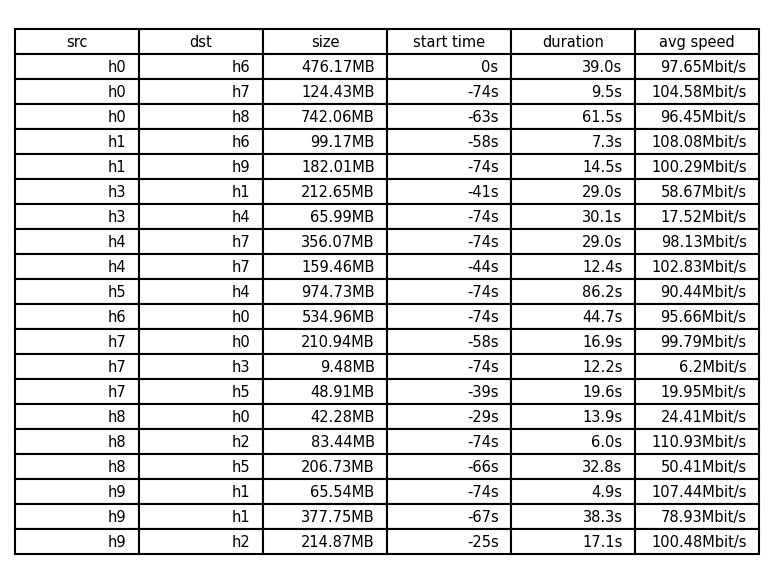 src dst size start time duration avg speed
h0 h6 476.17MB 0s 39.0s 97.65Mbit/s
h0 h7 124.43MB -74s 9.5s 104.58Mbit/s
h0 h8 742.06MB -63s 61.5s 96.45Mbit/s
h1 h6 99.17MB -58s 7.3s 108.08Mbit/s
h1 h9 182.01MB -74s 14.5s 100.29Mbit/s
h3 h1 212.65MB -41s 29.0s 58.67Mbit/s
h3 h4 65.99MB -74s 30.1s 17.52Mbit/s
h4 h7 356.07MB -74s 29.0s 98.13Mbit/s
h4 h7 159.46MB -44s 12.4s 102.83Mbit/s
h5 h4 974.73MB -74s 86.2s 90.44Mbit/s
h6 h0 534.96MB -74s 44.7s 95.66Mbit/s
h7 h0 210.94MB -58s 16.9s 99.79Mbit/s
h7 h3 9.48MB -74s 12.2s 6.2Mbit/s
h7 h5 48.91MB -39s 19.6s 19.95Mbit/s
h8 h0 42.28MB -29s 13.9s 24.41Mbit/s
h8 h2 83.44MB -74s 6.0s 110.93Mbit/s
h8 h5 206.73MB -66s 32.8s 50.41Mbit/s
h9 h1 65.54MB -74s 4.9s 107.44Mbit/s
h9 h1 377.75MB -67s 38.3s 78.93Mbit/s
h9 h2 214.87MB -25s 17.1s 100.48Mbit/s